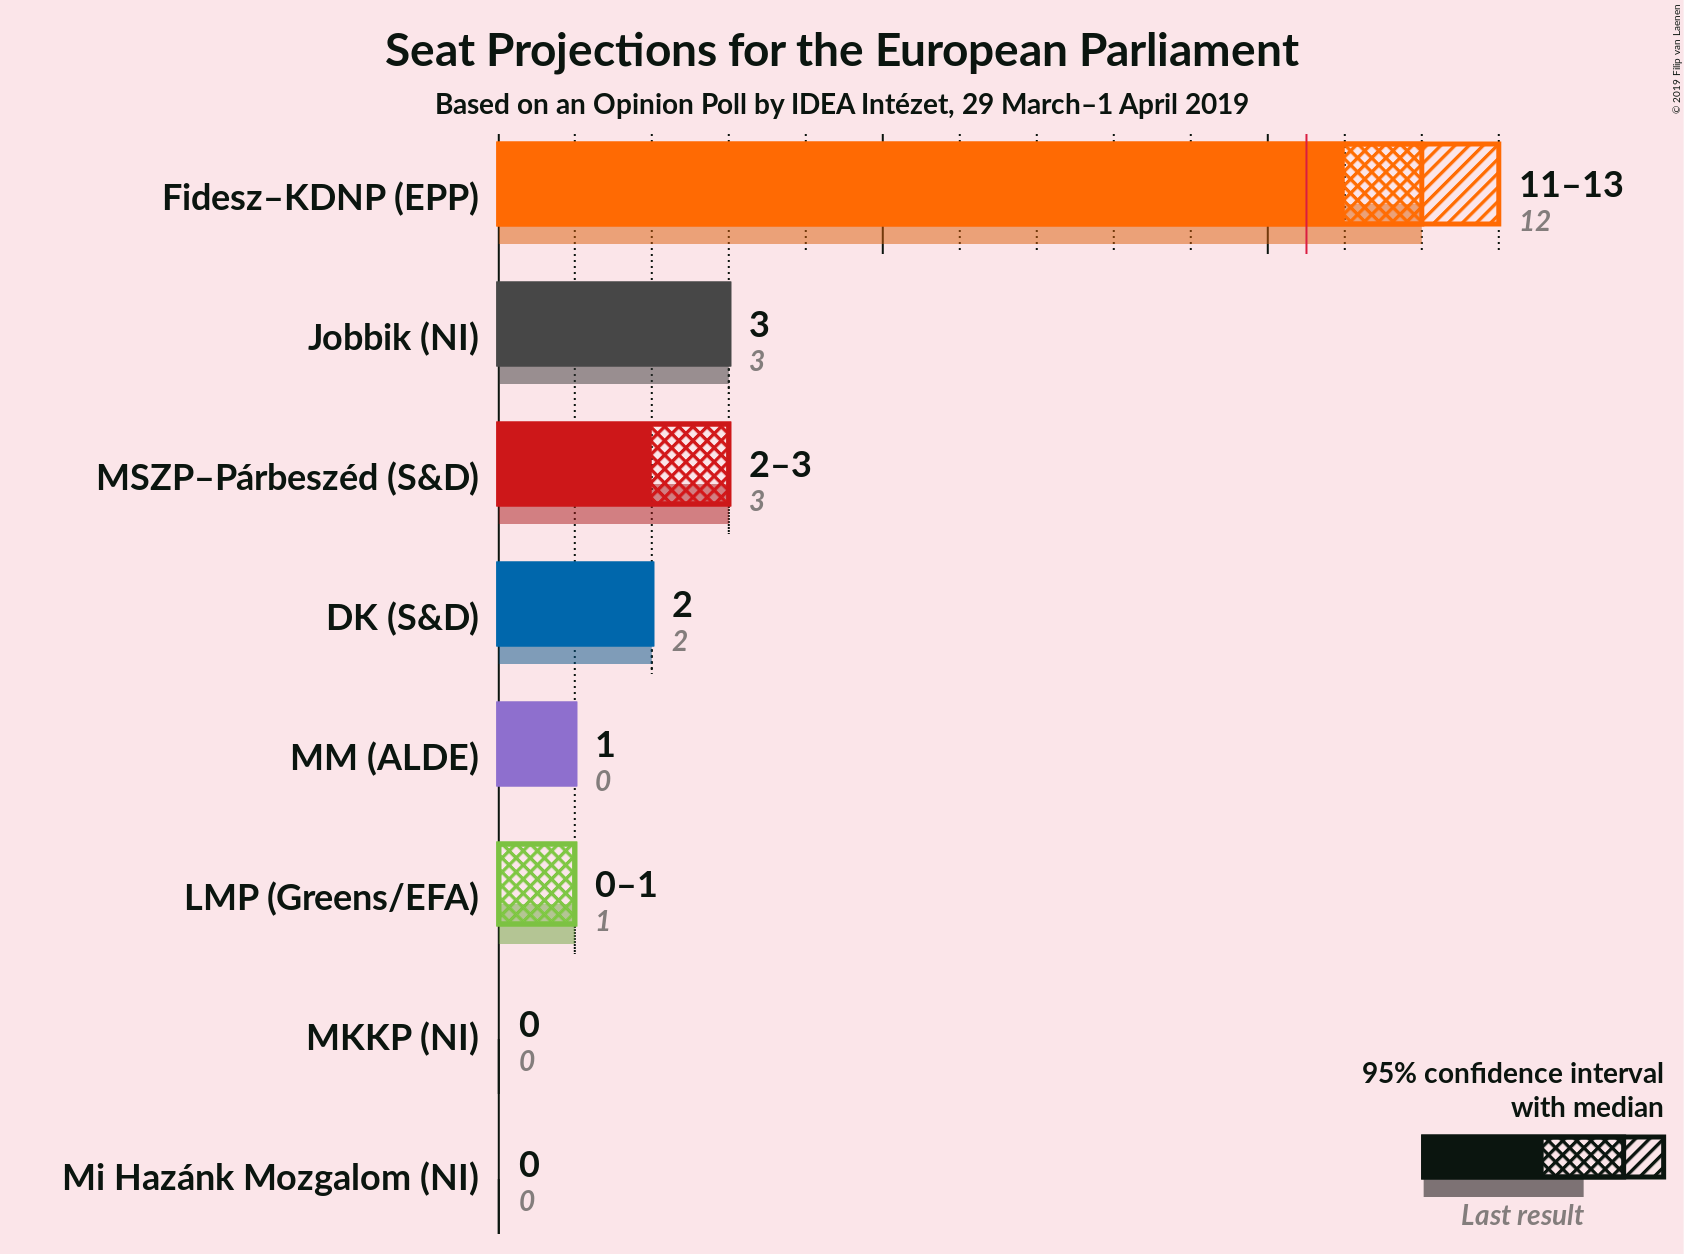 Seat Projections for the European Parliament
Based on an Opinion Poll by IDEA Intézet, 29 March–1 April 2019
© 2019 Filip van Laenen
Fidesz–KDNP (EPP)
11–13
12
Jobbik (NI)
3
3
MSZP–Párbeszéd (S&D)
2–3
3
DK (S&D)
2
2
MM (ALDE)
1
0
LMP (Greens/EFA)
0–1
1
MKKP (NI)
0
0
Mi Hazánk Mozgalom (NI)
0
0
95% confidence interval
with median
Last result